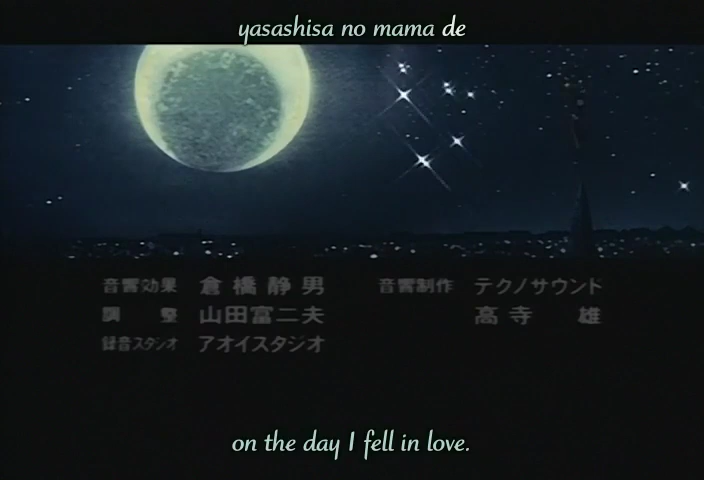 yasashisa no mama de
音響効果 倉橋静男 音響制作 テクノサウンド
調整 山田富二夫 高寺雄
録音スタジオ アオイスタジオ
on the day I fell in love.